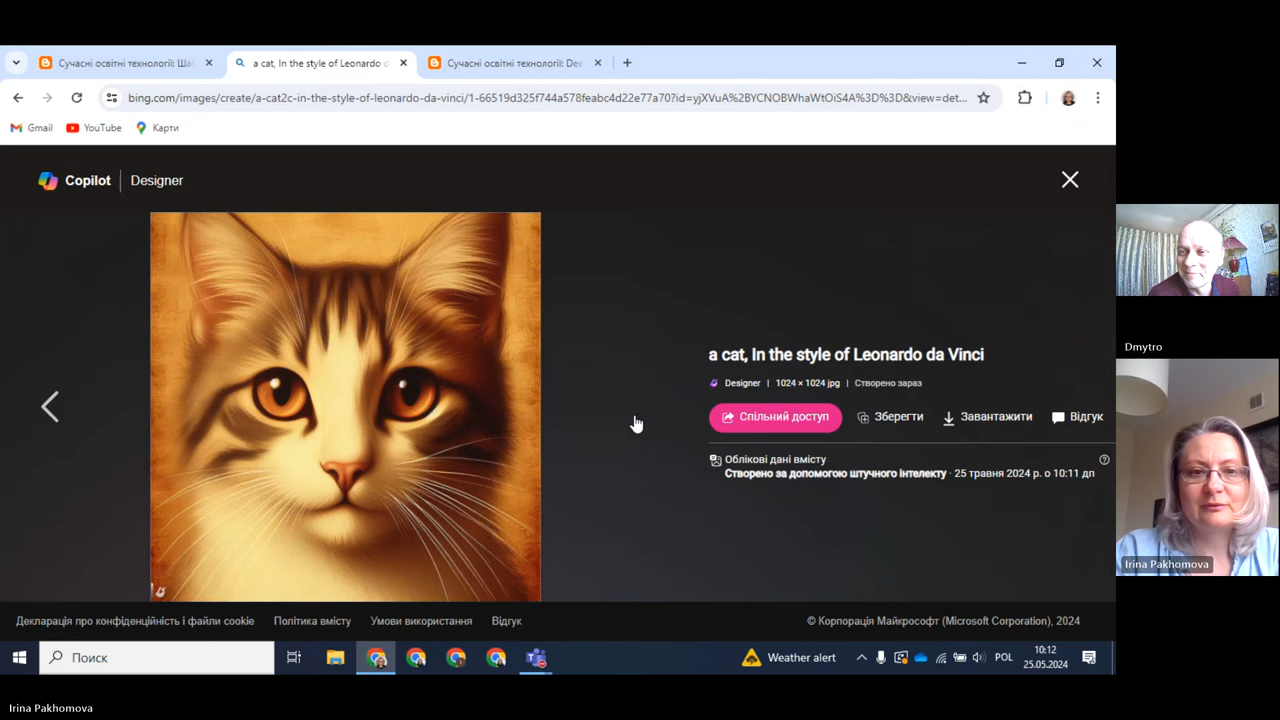 Сучасні освітні технології: Шаб
a cat, In the style of Leonardo d
Сучасні освітні технології: Dee
bing.com/images/create/a-cat2c-in-the-style-of-leonardo-da-vinci/1-66519d325f744a578feabc4d22e77a70?id=yjXVuA%2BYCNOBWhaWtOiS4A%3D%3D&view=det...
Gmail
YouTube
Карти
Copilot
Designer
a cat, In the style of Leonardo da Vinci
Designer | 1024 × 1024 jpg | Створено зараз
Спільний доступ
Зберегти
Завантажити
Відгук
Облікові дані вмісту
Створено за допомогою штучного інтелекту · 25 травня 2024 р. о 10:11 дп
Dmytro
Irina Pakhomova
Декларація про конфіденційність і файли cookie
Політика вмісту
Умови використання
Відгук
© Корпорація Майкрософт (Microsoft Corporation), 2024
Поиск
Weather alert
POL
10:12
25.05.2024
Irina Pakhomova